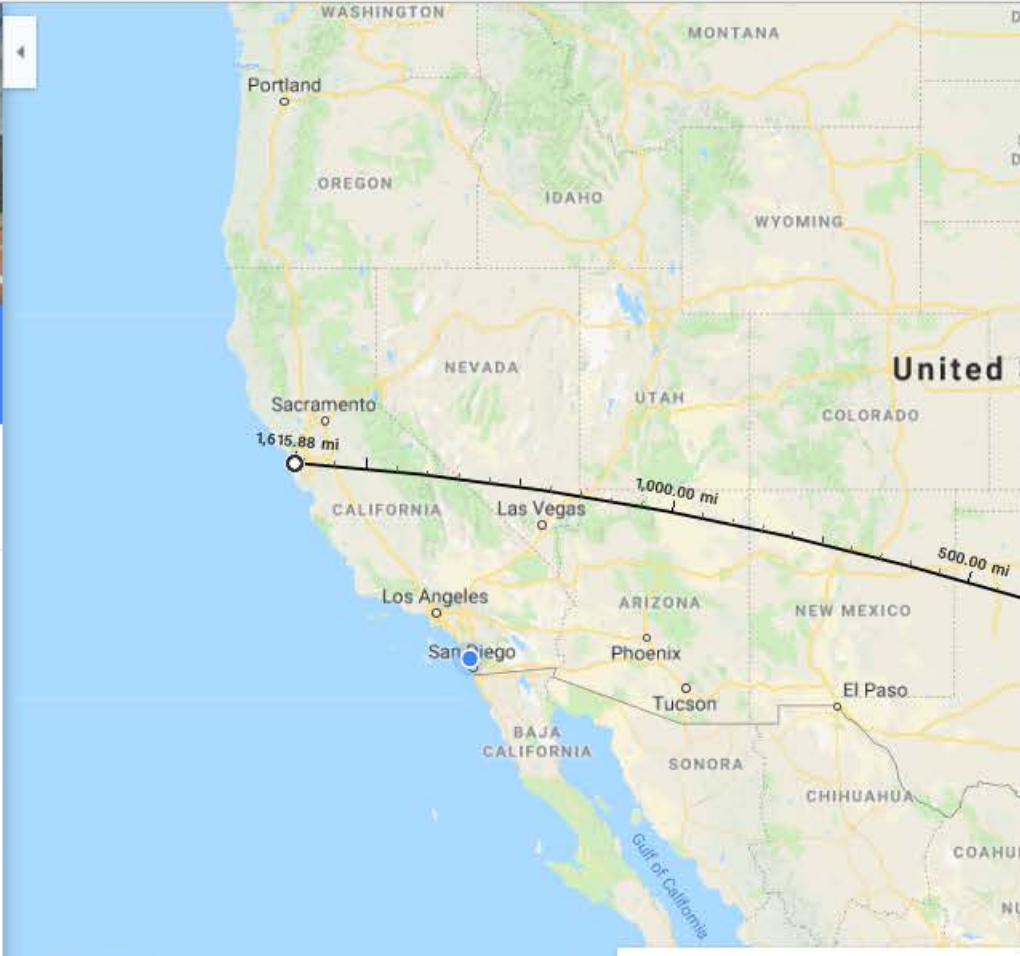 WASHINGTON
MONTANA
Portland
OREGON
IDAHO
WYOMING
United
NEVADA
UTAH
COLORADO
Sacramento
1,615.88 mi
1,000.00 mi
CALIFORNIA
Las Vegas
500.00 mi
Los Angeles
ARIZONA
NEW MEXICO
San Diego
Phoenix
El Paso
Tucson
BAJA
CALIFORNIA
SONORA
CHIHUAHUA
Gulf of California
COAHU
NU